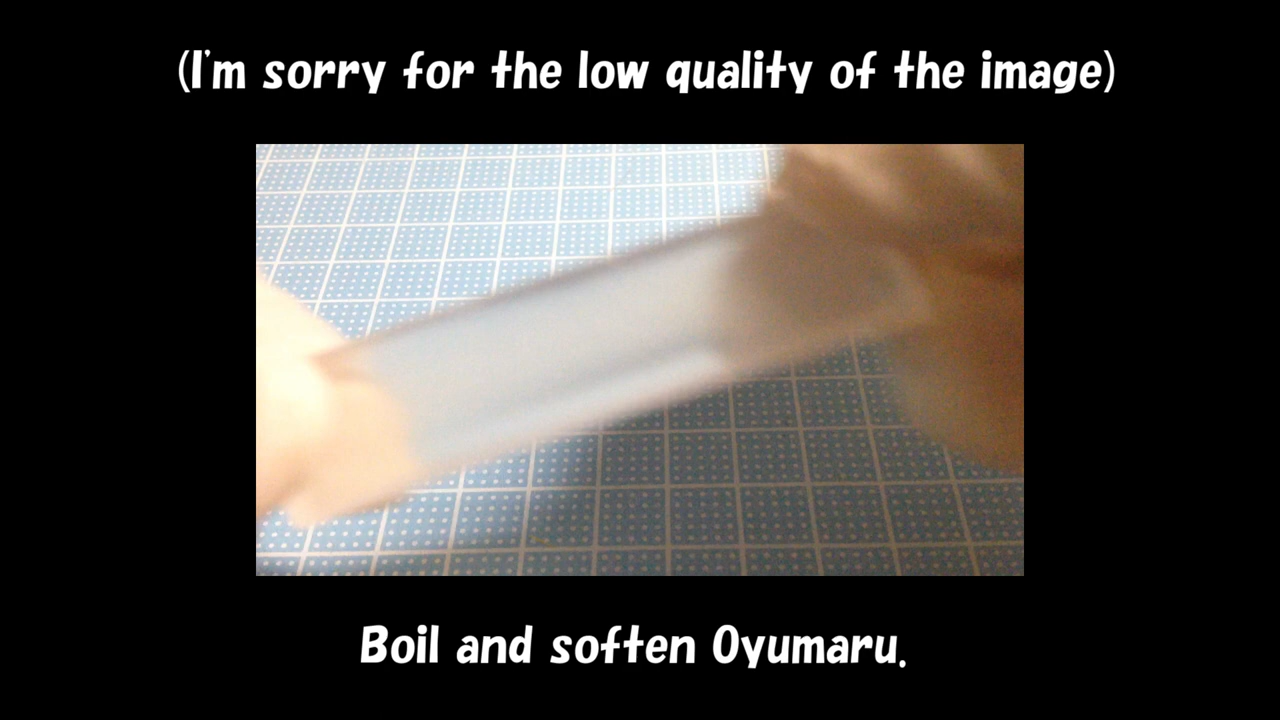 (I'm sorry for the low quality of the image)
Boil and soften Oyumaru.